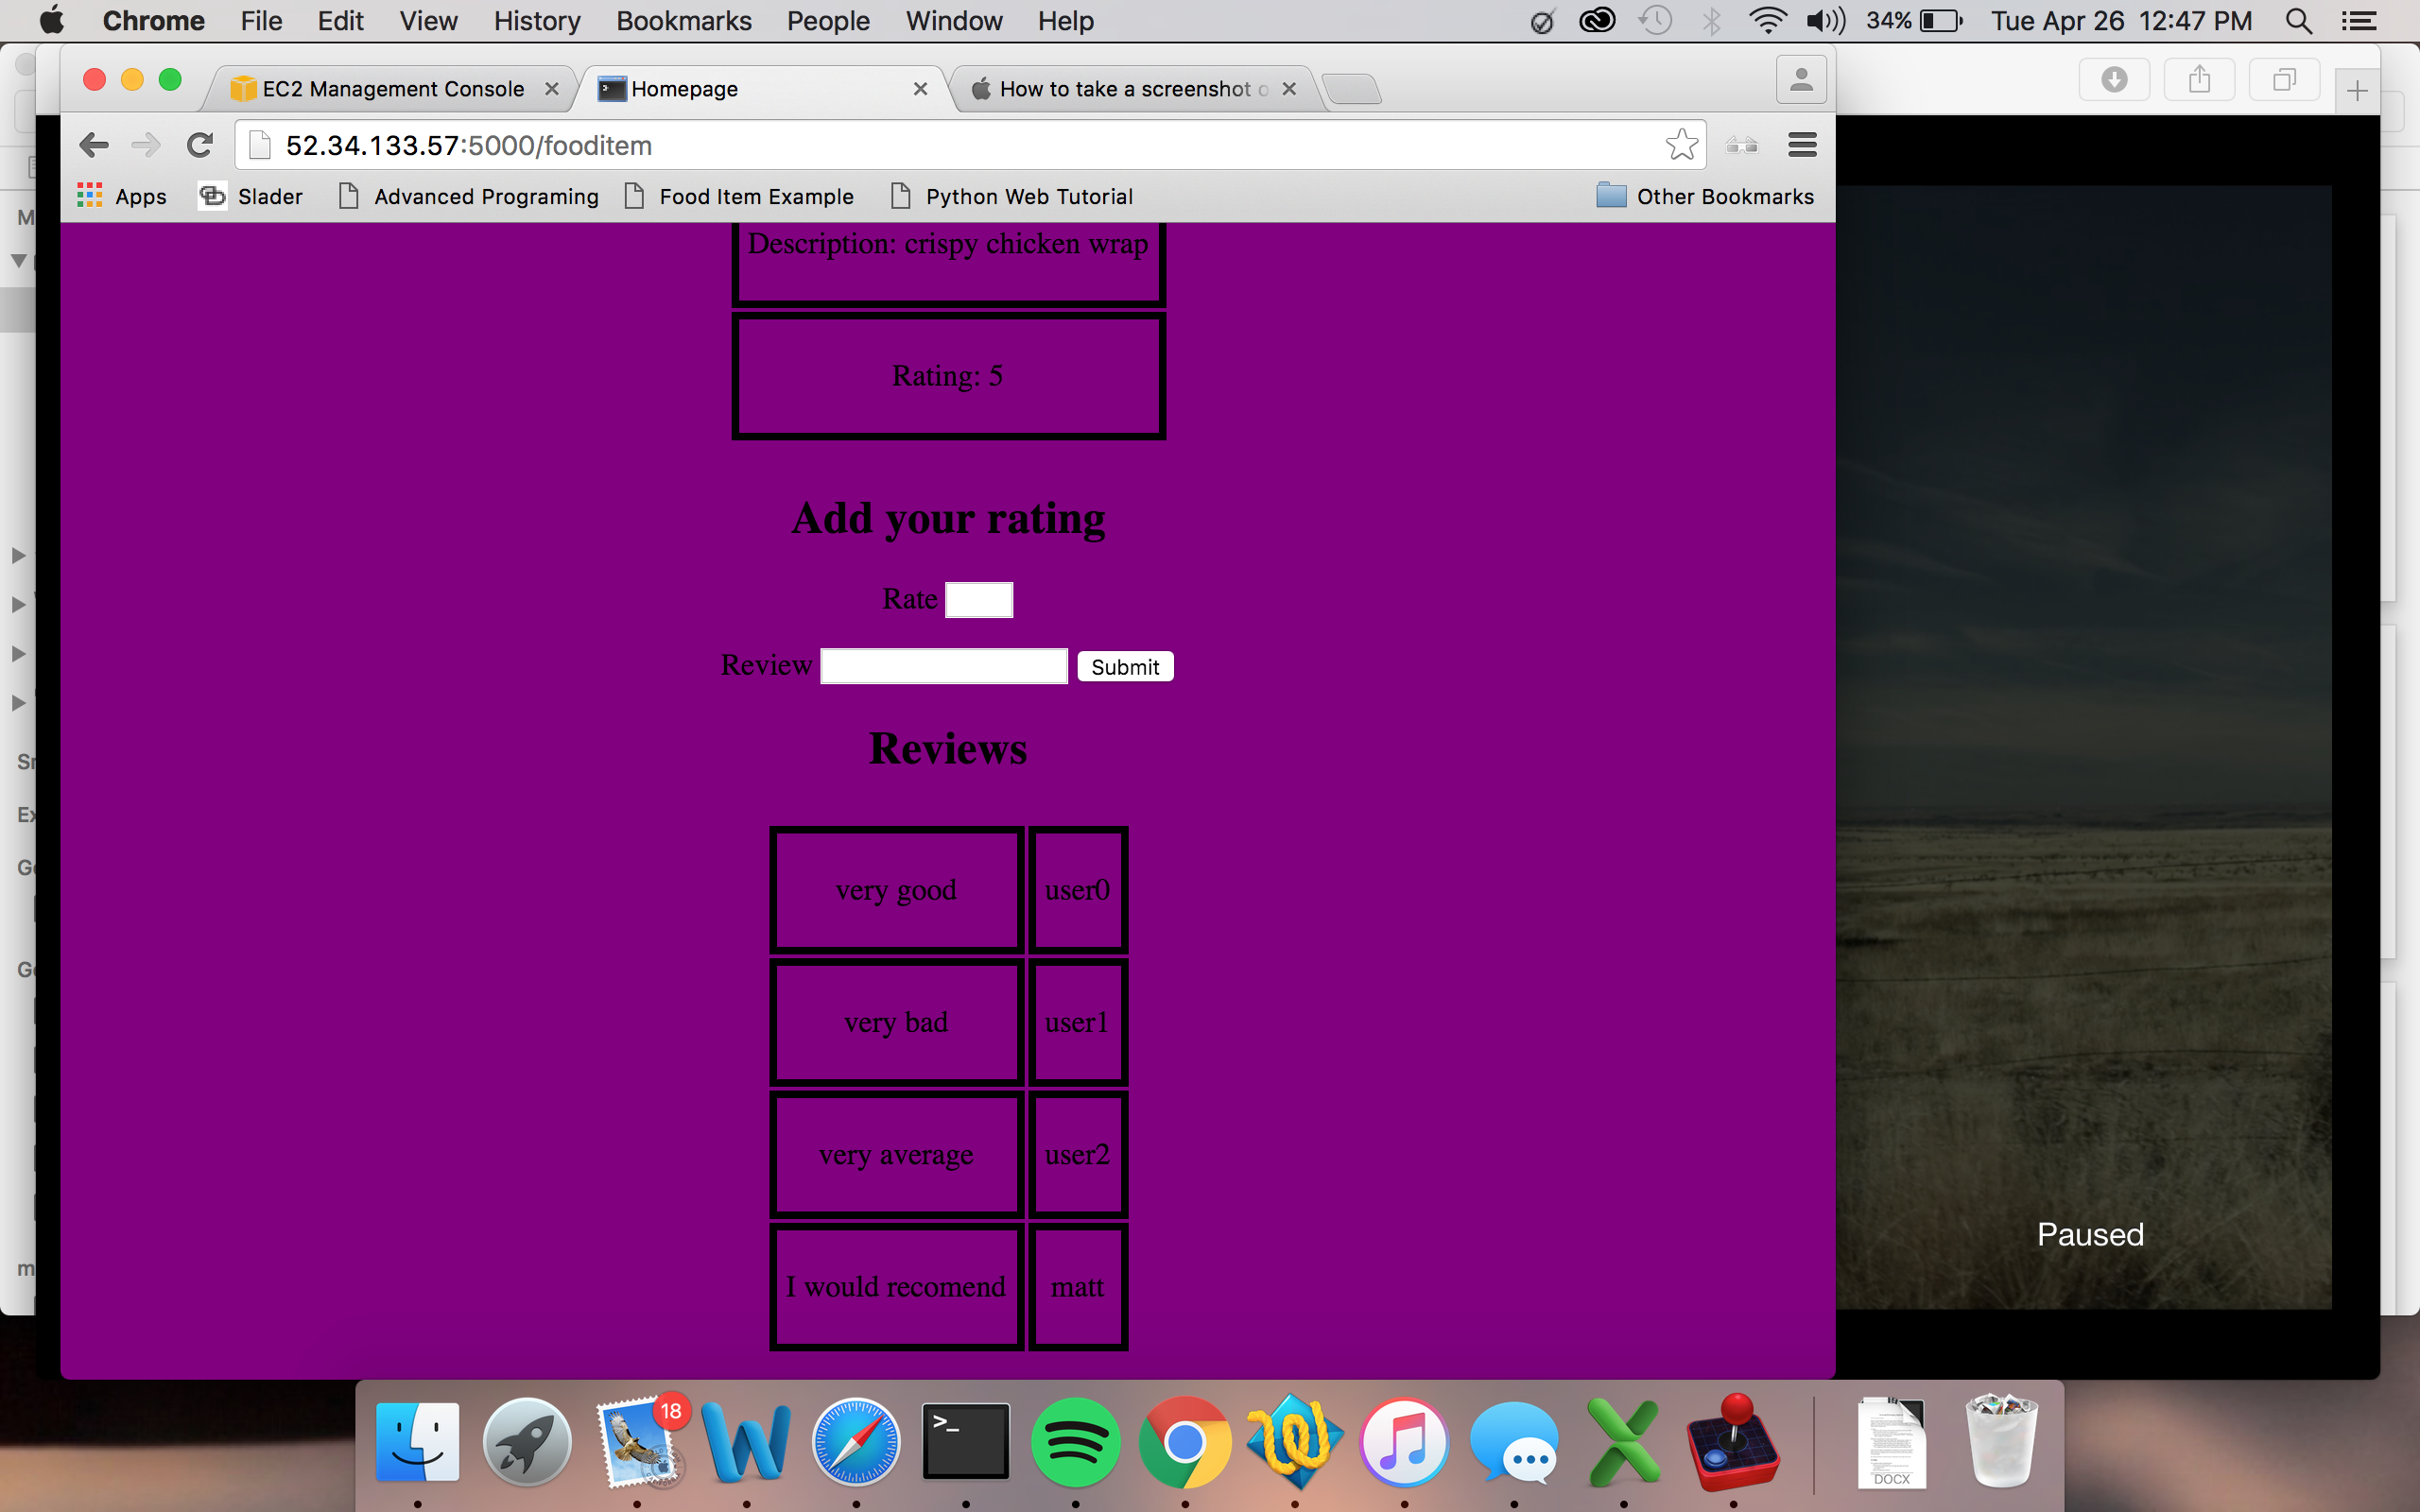 Chrome File Edit View History Bookmarks People Window Help 34% Tue Apr 26 12:47 PM
EC2 Management Console Homepage How to take a screenshot o
52.34.133.57:5000/fooditem
Apps Slader Advanced Programing Food Item Example Python Web Tutorial Other Bookmarks
Description: crispy chicken wrap
Rating: 5
Add your rating
Rate
Review Submit
Reviews
very good user0
very bad user1
very average user2
I would recomend matt
Paused
18
>_
DOCX